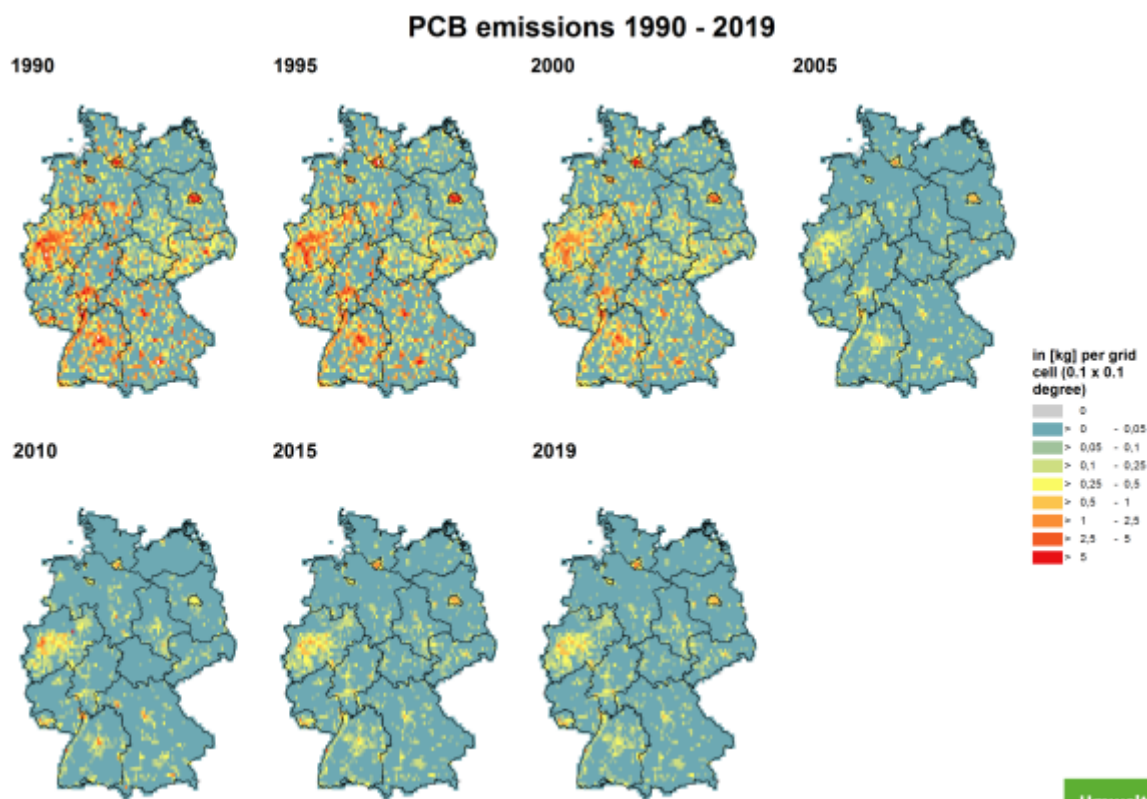 PCB emissions 1990 - 2019
1990
1995
2000
2005
in [kg] per grid
cell (0.1 x 0.1
degree)
0
> 0 - 0,05
> 0,05 - 0,1
> 0,1 - 0,25
> 0,25 - 0,5
> 0,5 - 1
> 1 - 2,5
> 2,5 - 5
> 5
2010
2015
2019